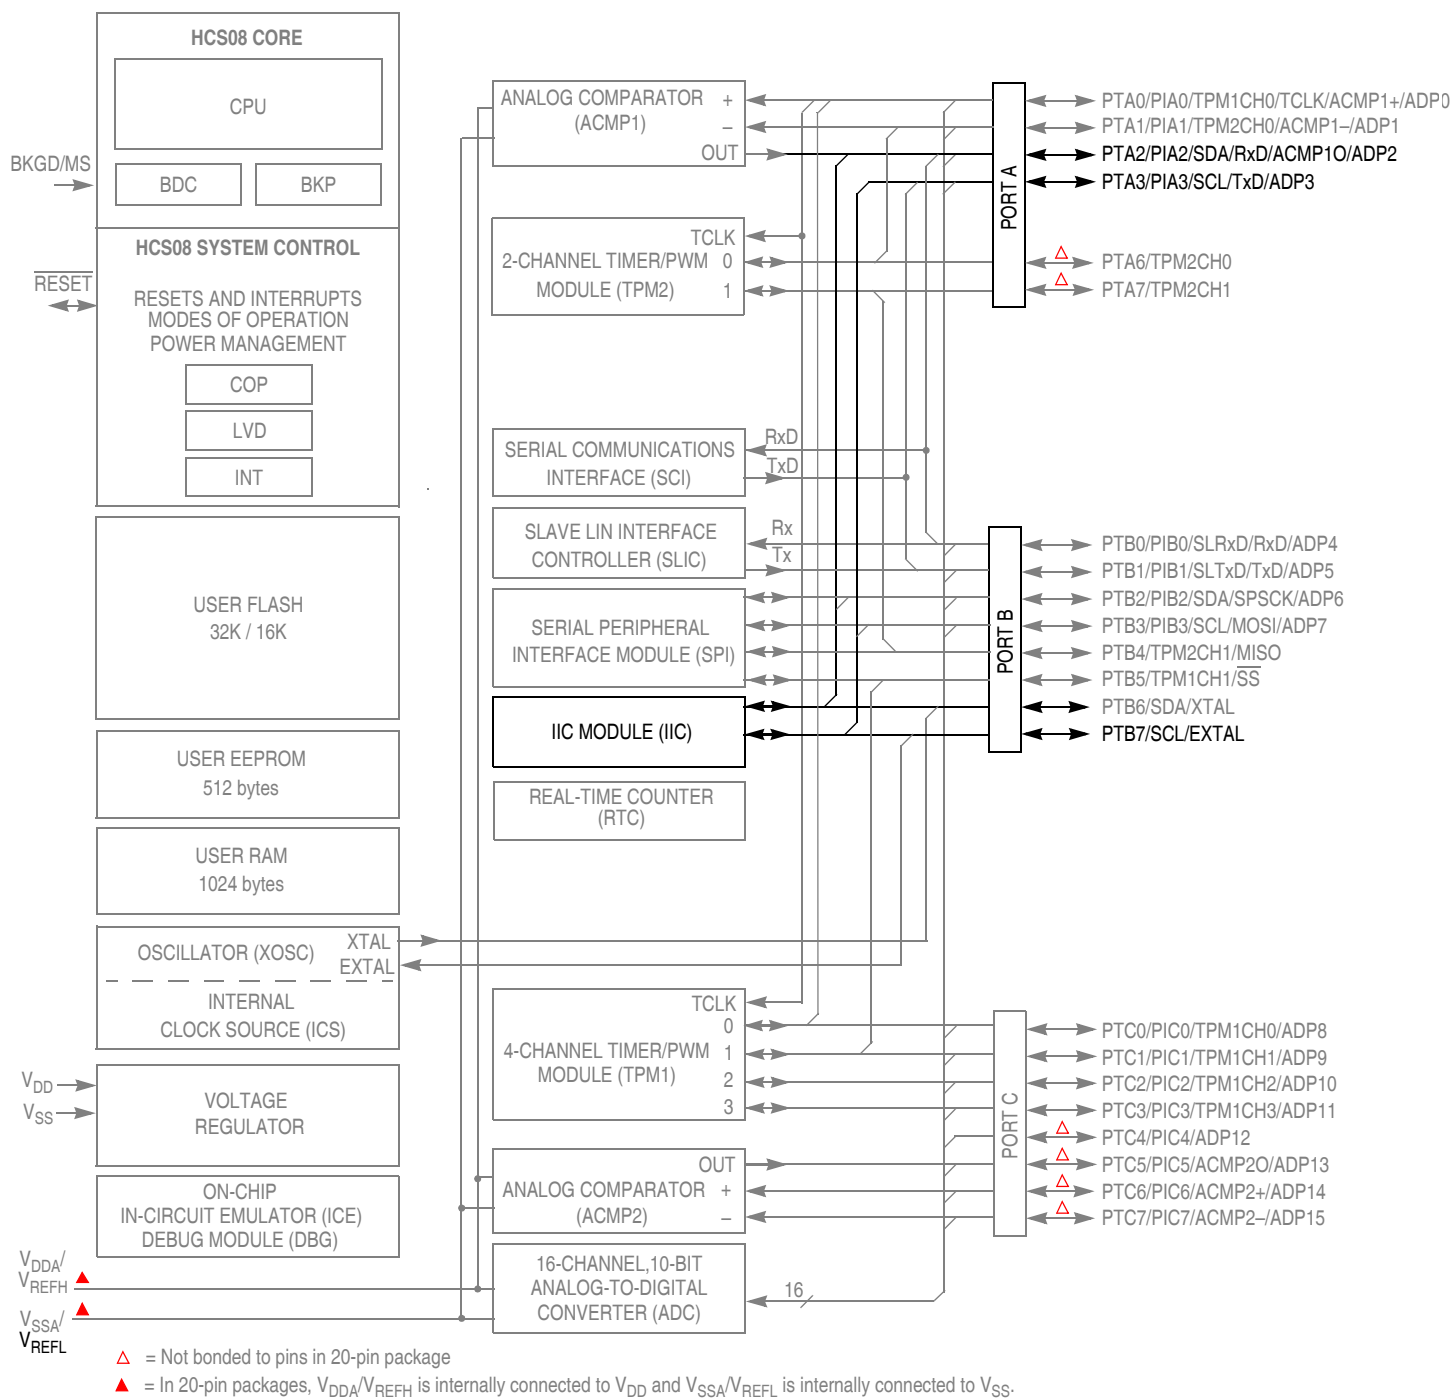 HCS08 CORE
CPU
BKGD/MS
BDC
BKP
HCS08 SYSTEM CONTROL
RESET
RESETS AND INTERRUPTS
MODES OF OPERATION
POWER MANAGEMENT
COP
LVD
INT
USER FLASH
32K / 16K
USER EEPROM
512 bytes
USER RAM
1024 bytes
OSCILLATOR (XOSC)
XTAL
EXTAL
INTERNAL
CLOCK SOURCE (ICS)
VDD
VSS
VOLTAGE
REGULATOR
ON-CHIP
IN-CIRCUIT EMULATOR (ICE)
DEBUG MODULE (DBG)
VDDA/
VREFH
VSSA/
VREFL
ANALOG COMPARATOR +
(ACMP1)
–
OUT
TCLK
2-CHANNEL TIMER/PWM 0
MODULE (TPM2) 1
SERIAL COMMUNICATIONS
INTERFACE (SCI)
RxD
TxD
SLAVE LIN INTERFACE
CONTROLLER (SLIC)
Rx
Tx
SERIAL PERIPHERAL
INTERFACE MODULE (SPI)
IIC MODULE (IIC)
REAL-TIME COUNTER
(RTC)
TCLK
0
4-CHANNEL TIMER/PWM 1
MODULE (TPM1)
2
3
OUT
ANALOG COMPARATOR +
(ACMP2) –
16-CHANNEL,10-BIT
ANALOG-TO-DIGITAL
CONVERTER (ADC)
16
PORT A
PTA0/PIA0/TPM1CH0/TCLK/ACMP1+/ADP0
PTA1/PIA1/TPM2CH0/ACMP1–/ADP1
PTA2/PIA2/SDA/RxD/ACMP1O/ADP2
PTA3/PIA3/SCL/TxD/ADP3
PTA6/TPM2CH0
PTA7/TPM2CH1
PORT B
PTB0/PIB0/SLRxD/RxD/ADP4
PTB1/PIB1/SLTxD/TxD/ADP5
PTB2/PIB2/SDA/SPSCK/ADP6
PTB3/PIB3/SCL/MOSI/ADP7
PTB4/TPM2CH1/MISO
PTB5/TPM1CH1/SS
PTB6/SDA/XTAL
PTB7/SCL/EXTAL
PORT C
PTC0/PIC0/TPM1CH0/ADP8
PTC1/PIC1/TPM1CH1/ADP9
PTC2/PIC2/TPM1CH2/ADP10
PTC3/PIC3/TPM1CH3/ADP11
PTC4/PIC4/ADP12
PTC5/PIC5/ACMP2O/ADP13
PTC6/PIC6/ACMP2+/ADP14
PTC7/PIC7/ACMP2–/ADP15
△ = Not bonded to pins in 20-pin package
▲ = In 20-pin packages, VDDA/VREFH is internally connected to VDD and VSSA/VREFL is internally connected to VSS.